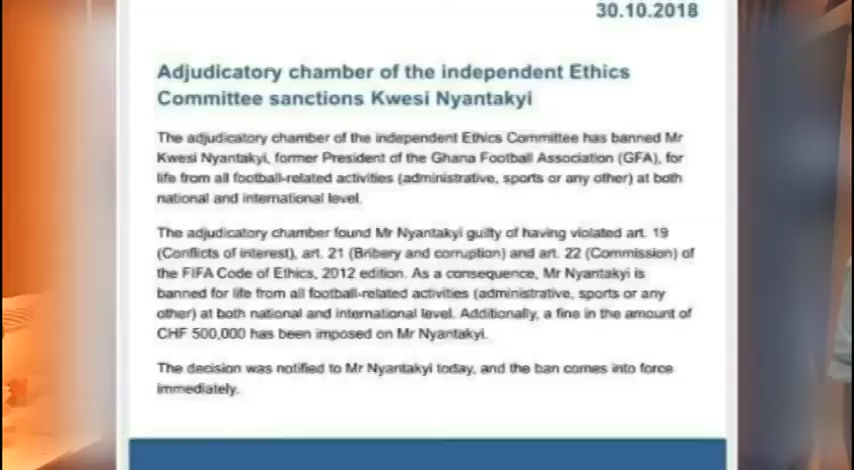 30.10.2018
Adjudicatory chamber of the independent Ethics
Committee sanctions Kwesi Nyantakyi
The adjudicatory chamber of the independent Ethics Committee has banned Mr
Kwesi Nyantakyi, former President of the Ghana Football Association (GFA), for
life from all football-related activities (administrative, sports or any other) at both
national and international level.
The adjudicatory chamber found Mr Nyantakyi guilty of having violated art. 19
(Conflicts of interest), art. 21 (Bribery and corruption) and art. 22 (Commission) of
the FIFA Code of Ethics, 2012 edition. As a consequence, Mr Nyantakyi is
banned for life from all football-related activities (administrative, sports or any
other) at both national and international level. Additionally, a fine in the amount of
CHF 500,000 has been imposed on Mr Nyantakyi.
The decision was notified to Mr Nyantakyi today, and the ban comes into force
immediately.